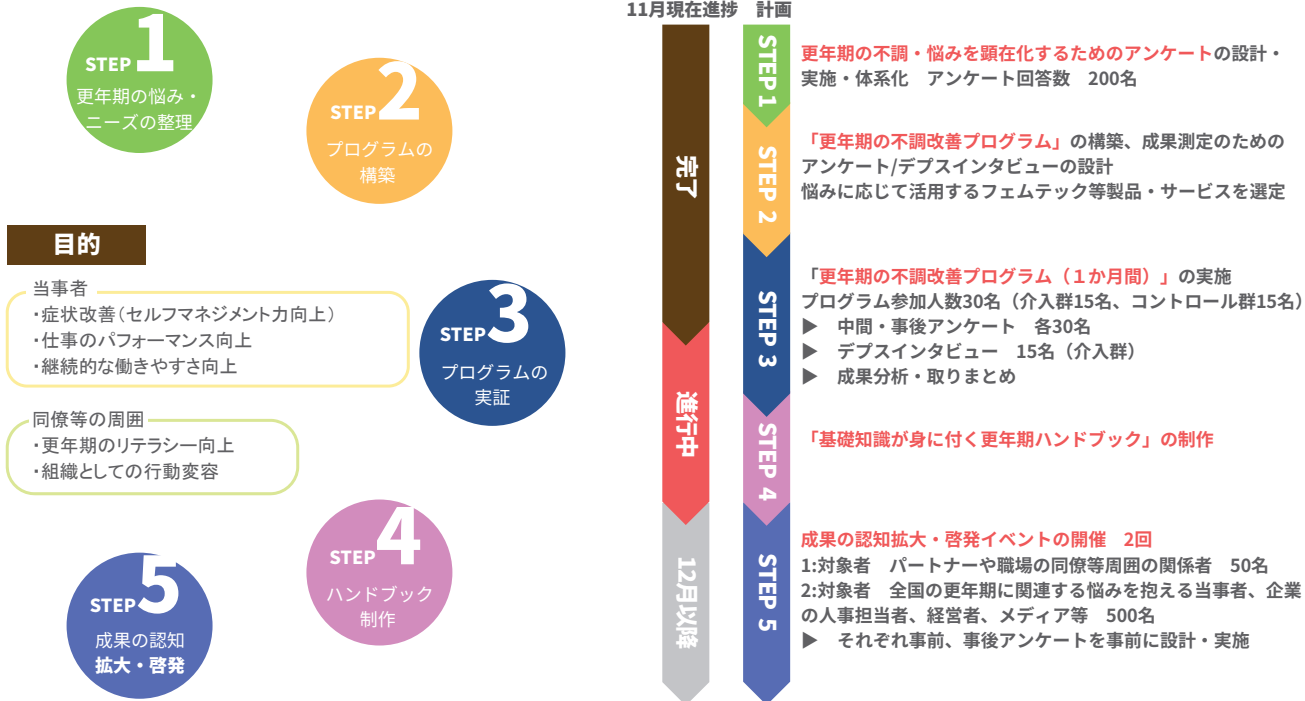 STEP 1
更年期の悩み・
ニーズの整理
STEP 2
プログラムの
構築
目的
当事者
・症状改善（セルフマネジメント力向上）
・仕事のパフォーマンス向上
・継続的な働きやすさ向上
同僚等の周囲
・更年期のリテラシー向上
・組織としての行動変容
STEP 3
プログラムの
実証
STEP 4
ハンドブック
制作
STEP 5
成果の認知
拡大・啓発
11月現在進捗 計画
完了
進行中
12月以降
STEP 1
更年期の不調・悩みを顕在化するためのアンケートの設計・
実施・体系化　アンケート回答数　200名
STEP 2
「更年期の不調改善プログラム」の構築、成果測定のための
アンケート/デプスインタビューの設計
悩みに応じて活用するフェムテック等製品・サービスを選定
STEP 3
「更年期の不調改善プログラム（１か月間）」の実施
プログラム参加人数30名（介入群15名、コントロール群15名）
▶　中間・事後アンケート　各30名
▶　デプスインタビュー　15名（介入群）
▶　成果分析・取りまとめ
STEP 4
「基礎知識が身に付く更年期ハンドブック」の制作
STEP 5
成果の認知拡大・啓発イベントの開催　2回
1:対象者　パートナーや職場の同僚等周囲の関係者　50名
2:対象者　全国の更年期に関連する悩みを抱える当事者、企業
の人事担当者、経営者、メディア等　500名
▶　それぞれ事前、事後アンケートを事前に設計・実施